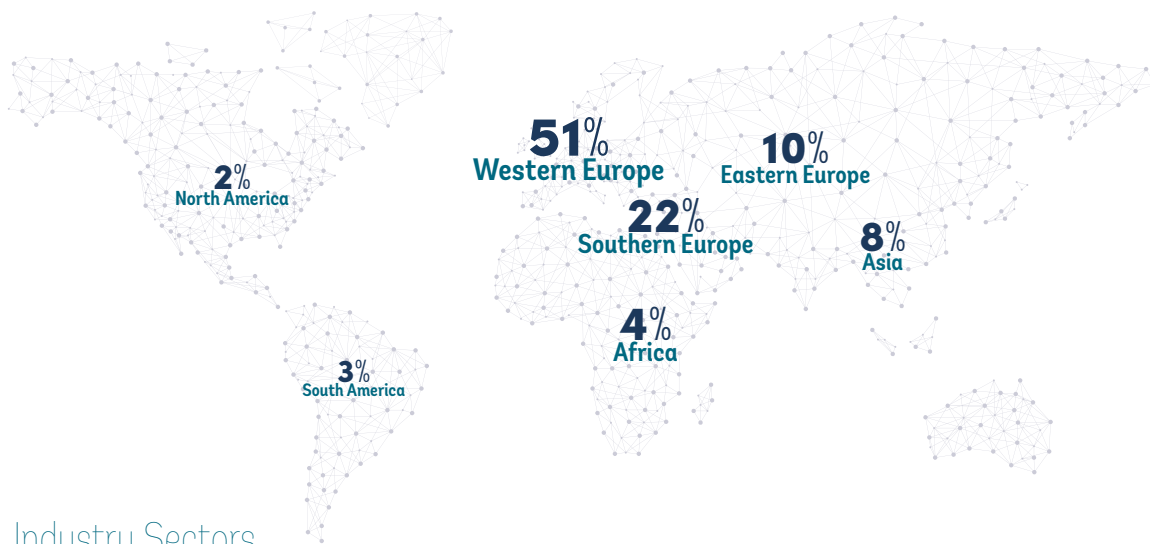 51%
Western Europe
10%
Eastern Europe
2%
North America
22%
Southern Europe
8%
Asia
4%
Africa
3%
South America
Industry Sectors